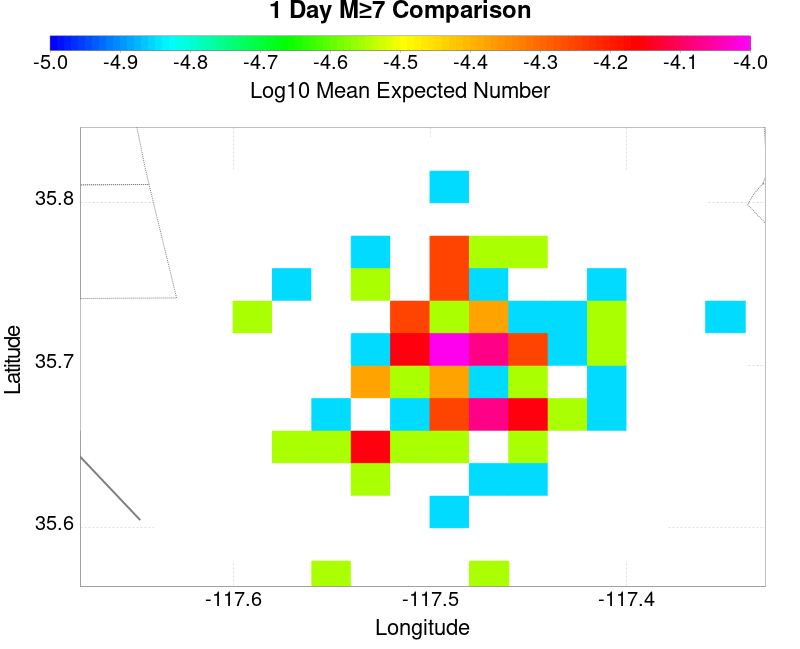 1 Day M≥7 Comparison
-5.0 -4.9 -4.8 -4.7 -4.6 -4.5 -4.4 -4.3 -4.2 -4.1 -4.0
Log10 Mean Expected Number
35.8
35.7
35.6
Latitude
-117.6 -117.5 -117.4
Longitude